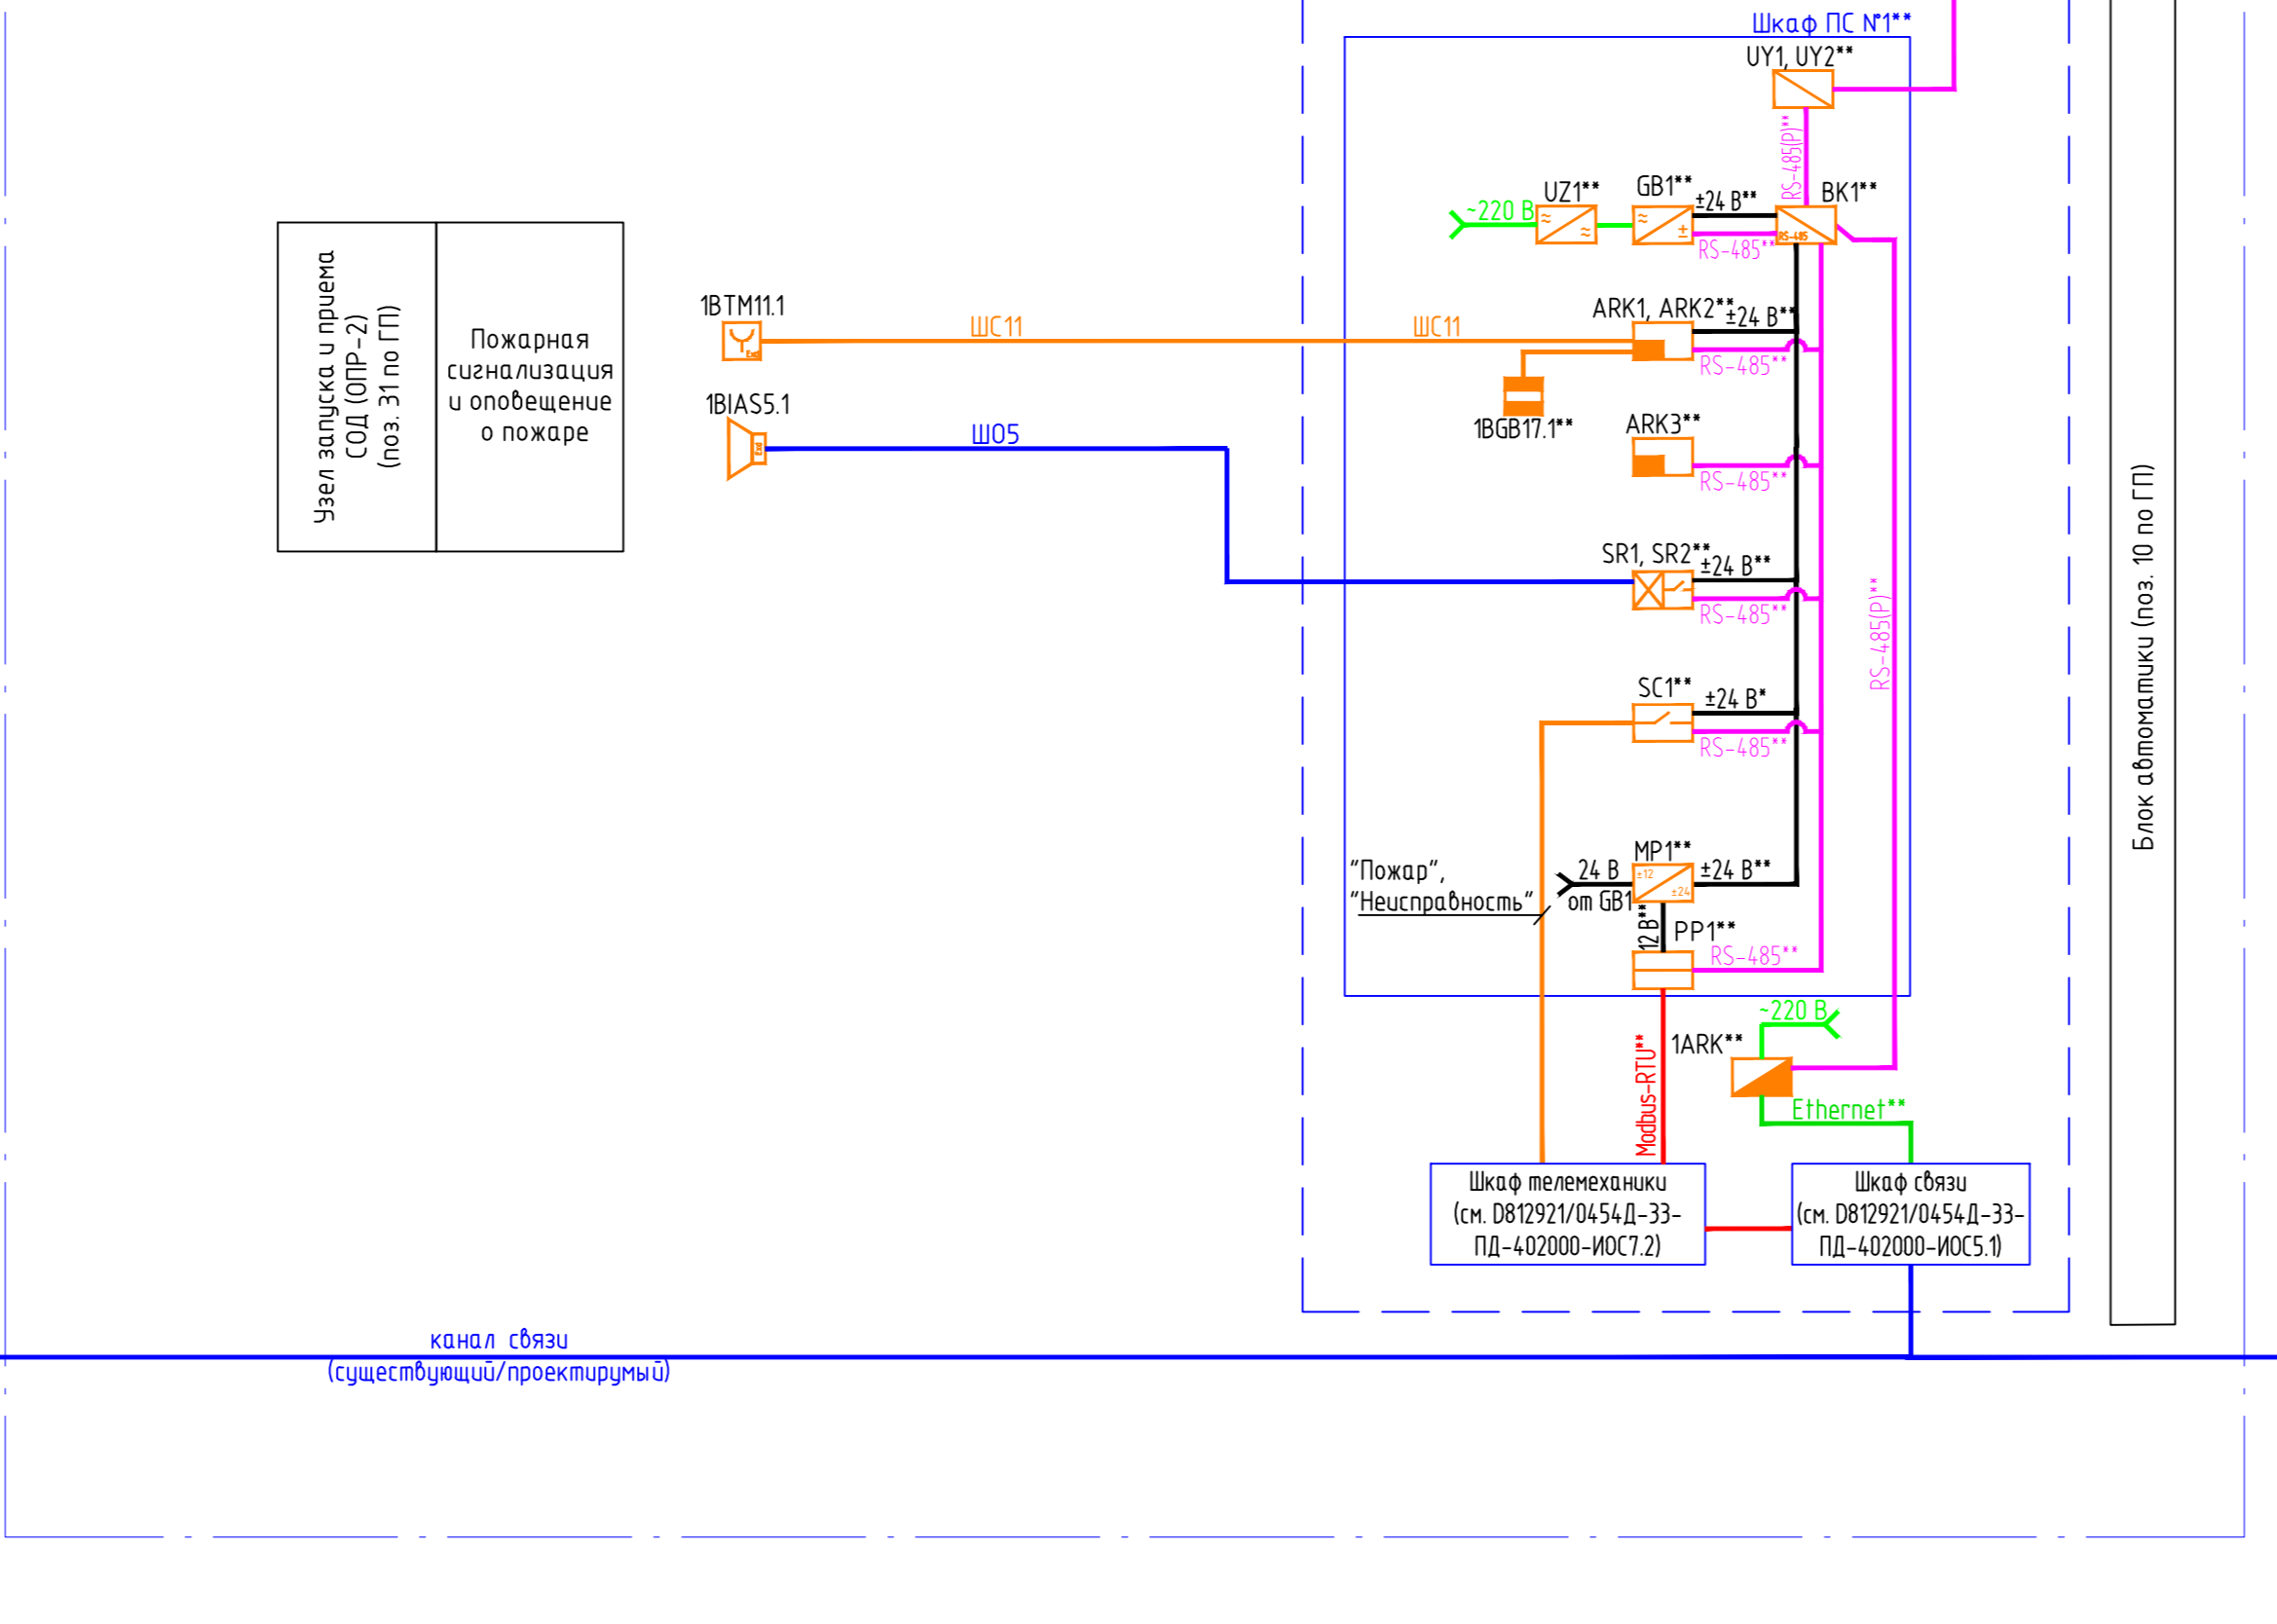 Шкаф ПС №1**
UY1, UY2**
RS-485(Р)**
~220 В
UZ1**
GB1**
±24 В**
RS-485**
BK1**
RS-485
Узел запуска и приема
СОД (ОПР-2)
(поз. 31 по ГП)
Пожарная
сигнализация
и оповещение
о пожаре
1BTM11.1
Exd
ШС11
ШС11
ARK1, ARK2**
±24 В**
RS-485**
1BGB17.1**
1BIAS5.1
Exd
ШО5
ARK3**
RS-485**
SR1, SR2**
±24 В**
RS-485**
RS-485(Р)**
Блок автоматики (поз. 10 по ГП)
SC1**
±24 В*
RS-485**
"Пожар",
"Неисправность"
24 В
от GB1
MP1**
±12
±24
±24 В**
12 В**
PP1**
RS-485**
~220 В
1ARK**
Modbus-RTU**
Ethernet**
Шкаф телемеханики
(см. D812921/0454Д-33-
ПД-402000-ИОС7.2)
Шкаф связи
(см. D812921/0454Д-33-
ПД-402000-ИОС5.1)
канал связи
(существующий/проектирумый)